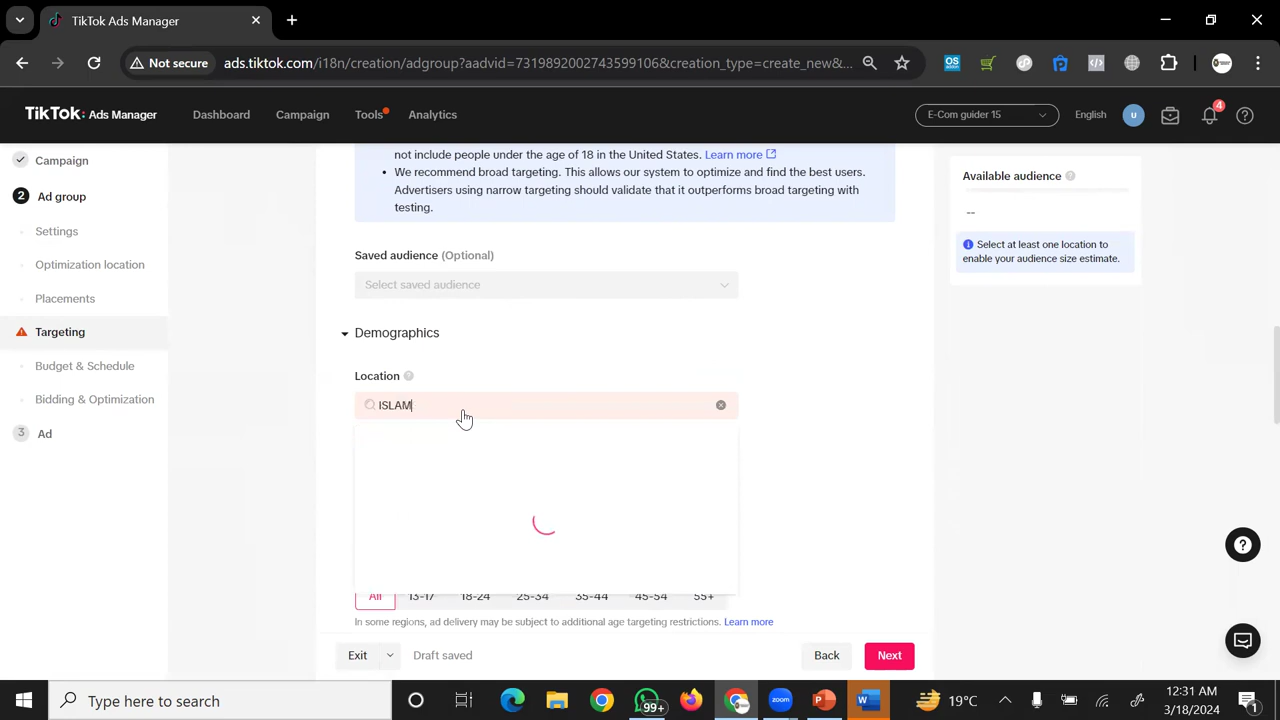 TikTok Ads Manager
Not secure
ads.tiktok.com/i18n/creation/adgroup?aadvid=7319892002743599106&creation_type=create_new&...
TikTok: Ads Manager
Dashboard
Campaign
Tools
Analytics
E-Com guider 15
English
u
4
Campaign
2
Ad group
Settings
Optimization location
Placements
Targeting
Budget & Schedule
Bidding & Optimization
3
Ad
not include people under the age of 18 in the United States. Learn more
• We recommend broad targeting. This allows our system to optimize and find the best users.
Advertisers using narrow targeting should validate that it outperforms broad targeting with
testing.
Saved audience (Optional)
Select saved audience
Demographics
Location
ISLAM
All
13-17
18-24
25-34
35-44
45-54
55+
In some regions, ad delivery may be subject to additional age targeting restrictions. Learn more
Exit
Draft saved
Back
Next
Available audience
--
Select at least one location to
enable your audience size estimate.
Type here to search
99+
19°C
12:31 AM
3/18/2024
1